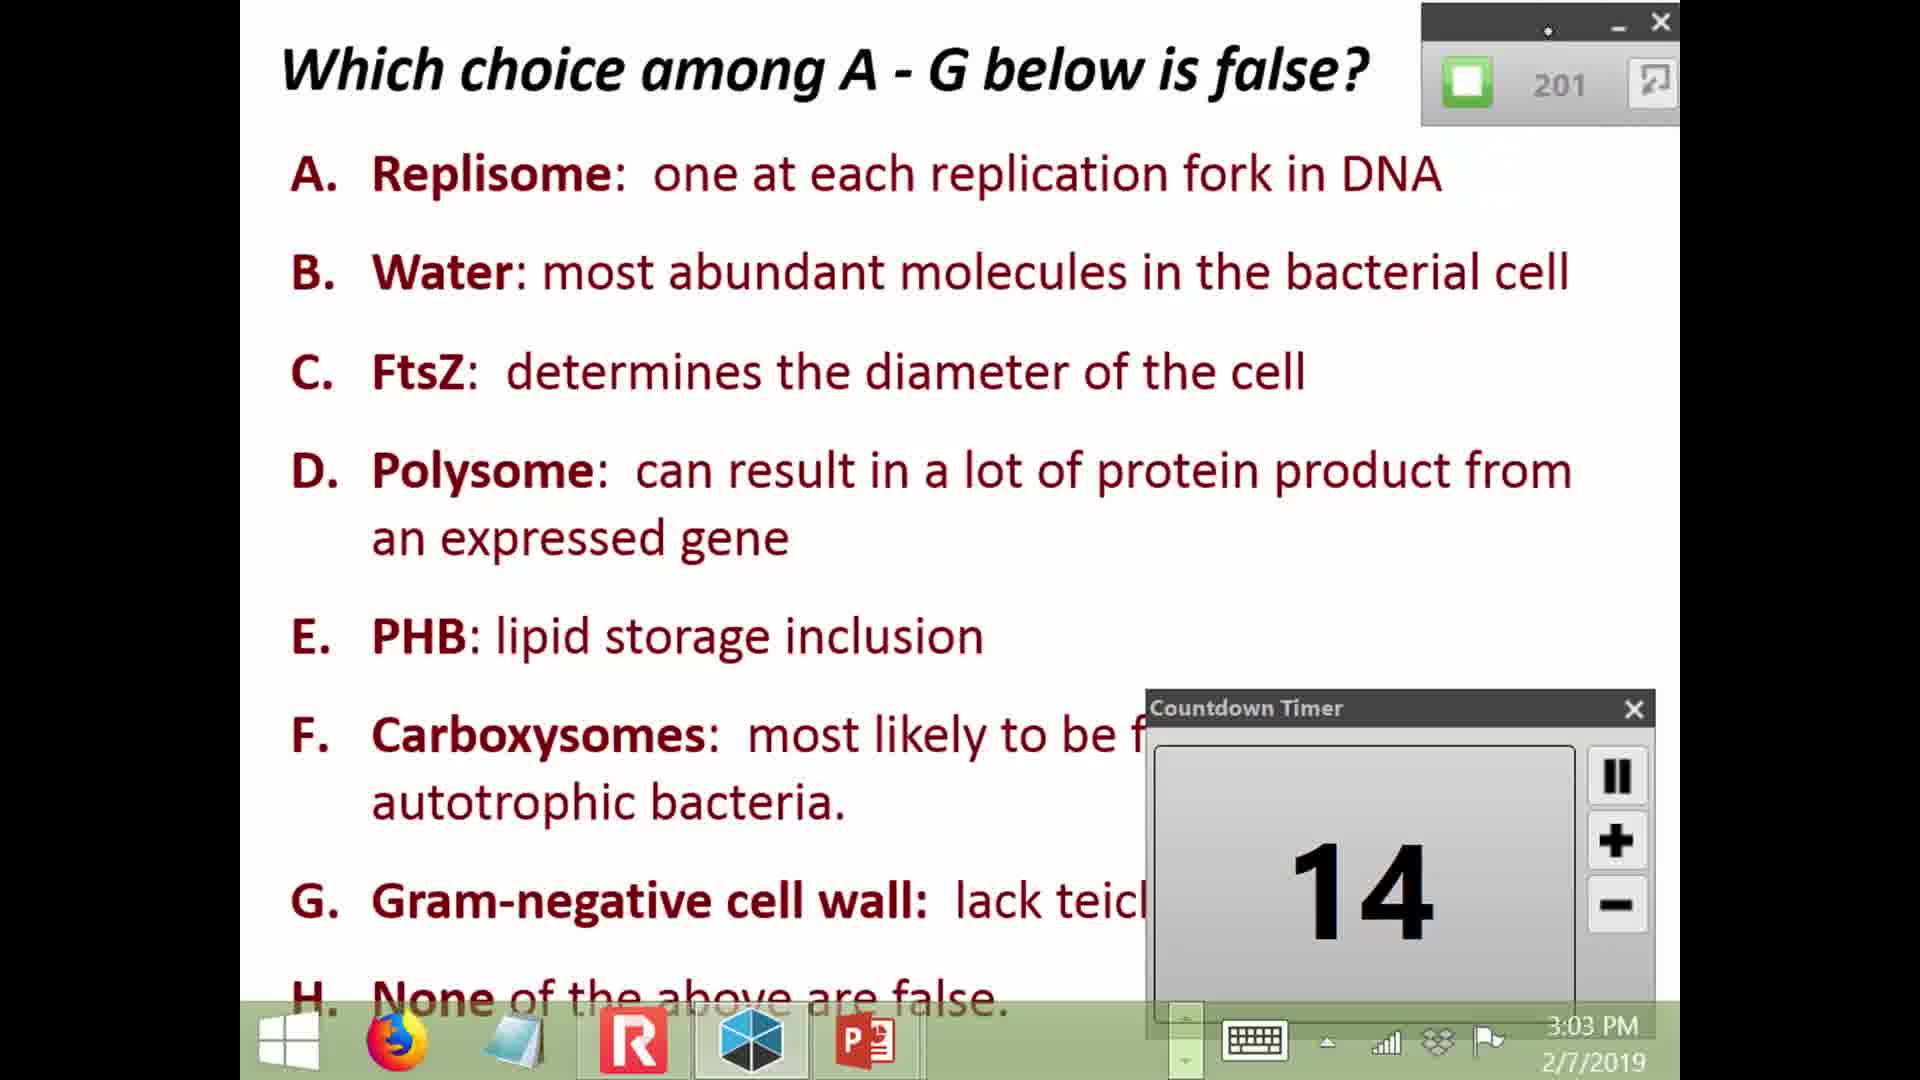 Which choice among A - G below is false?
201
A. Replisome: one at each replication fork in DNA
B. Water: most abundant molecules in the bacterial cell
C. FtsZ: determines the diameter of the cell
D. Polysome: can result in a lot of protein product from
an expressed gene
E. PHB: lipid storage inclusion
F. Carboxysomes: most likely to be
autotrophic bacteria.
G. Gram-negative cell wall: lack
H. None of the above are false.
Countdown Timer
14
3:03 PM
2/7/2019